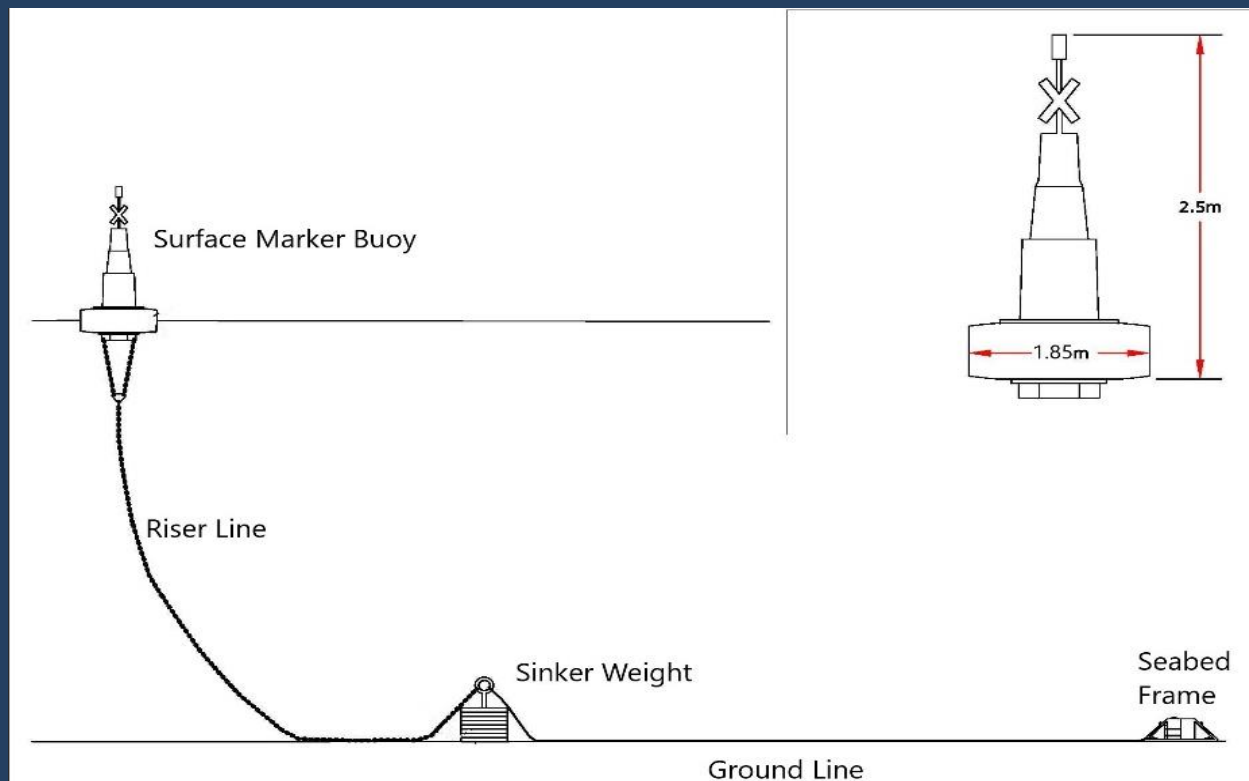 2.5m
Surface Marker Buoy
1.85m
Riser Line
Sinker Weight
Seabed
Frame
Ground Line